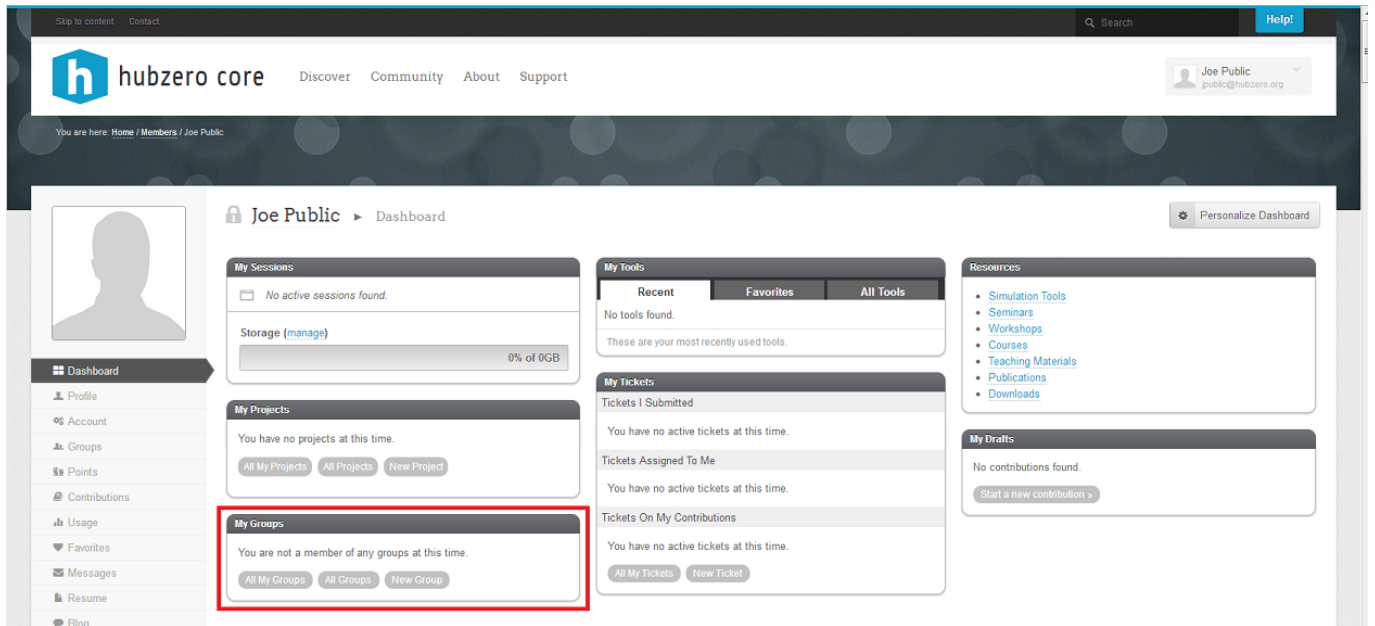 Skip to content Contact
Search
Help!
h hubzero core
Discover Community About Support
Joe Public
jpublic@hubzero.org
You are here: Home / Members / Joe Public
Joe Public ► Dashboard
Personalize Dashboard
Dashboard
Profile
Account
Groups
Points
Contributions
Usage
Favorites
Messages
Resume
Blog
My Sessions
No active sessions found.
Storage (manage)
0% of 0GB
My Projects
You have no projects at this time.
All My Projects All Projects New Project
My Groups
You are not a member of any groups at this time.
All My Groups All Groups New Group
My Tools
Recent Favorites All Tools
No tools found.
These are your most recently used tools.
My Tickets
Tickets I Submitted
You have no active tickets at this time.
Tickets Assigned To Me
You have no active tickets at this time.
Tickets On My Contributions
You have no active tickets at this time.
All My Tickets New Ticket
Resources
• Simulation Tools
• Seminars
• Workshops
• Courses
• Teaching Materials
• Publications
• Downloads
My Drafts
No contributions found.
Start a new contribution »